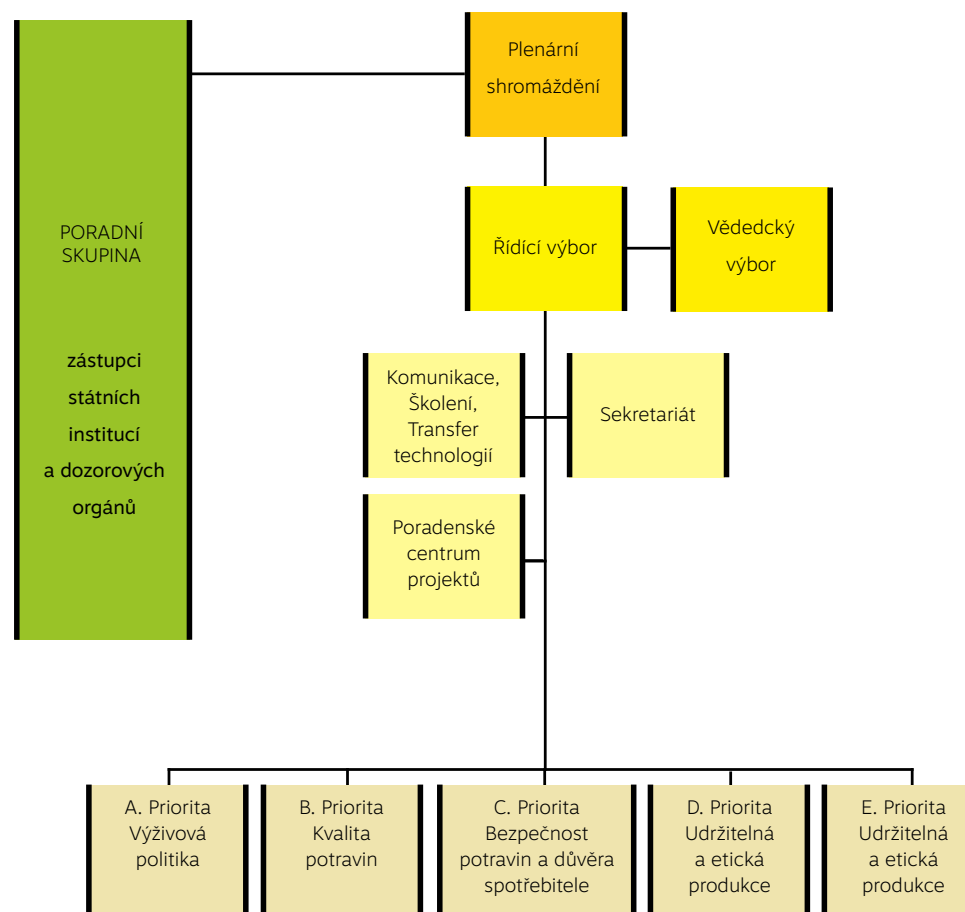 Plenární
shromáždění
PORADNÍ
SKUPINA
zástupci
státních
institucí
a dozorových
orgánů
Řídící výbor
Vědedcký
výbor
Komunikace,
Školení,
Transfer
technologií
Sekretariát
Poradenské
centrum
projektů
A. Priorita
Výživová
politika
B. Priorita
Kvalita
potravin
C. Priorita
Bezpečnost
potravin a důvěra
spotřebitele
D. Priorita
Udržitelná
a etická
produkce
E. Priorita
Udržitelná
a etická
produkce